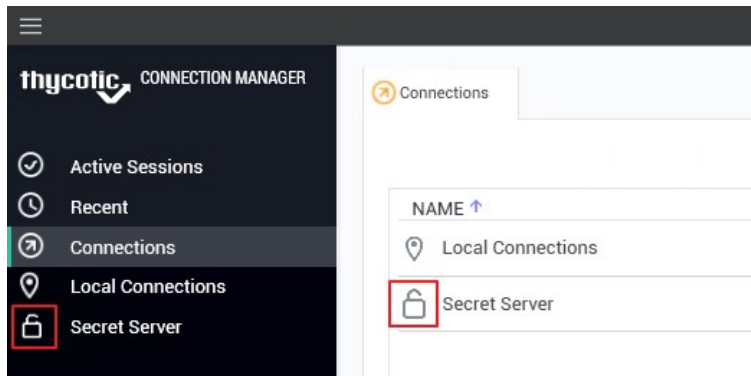 thycotic CONNECTION MANAGER
Active Sessions
Recent
Connections
Local Connections
Secret Server
Connections
NAME ↑
Local Connections
Secret Server